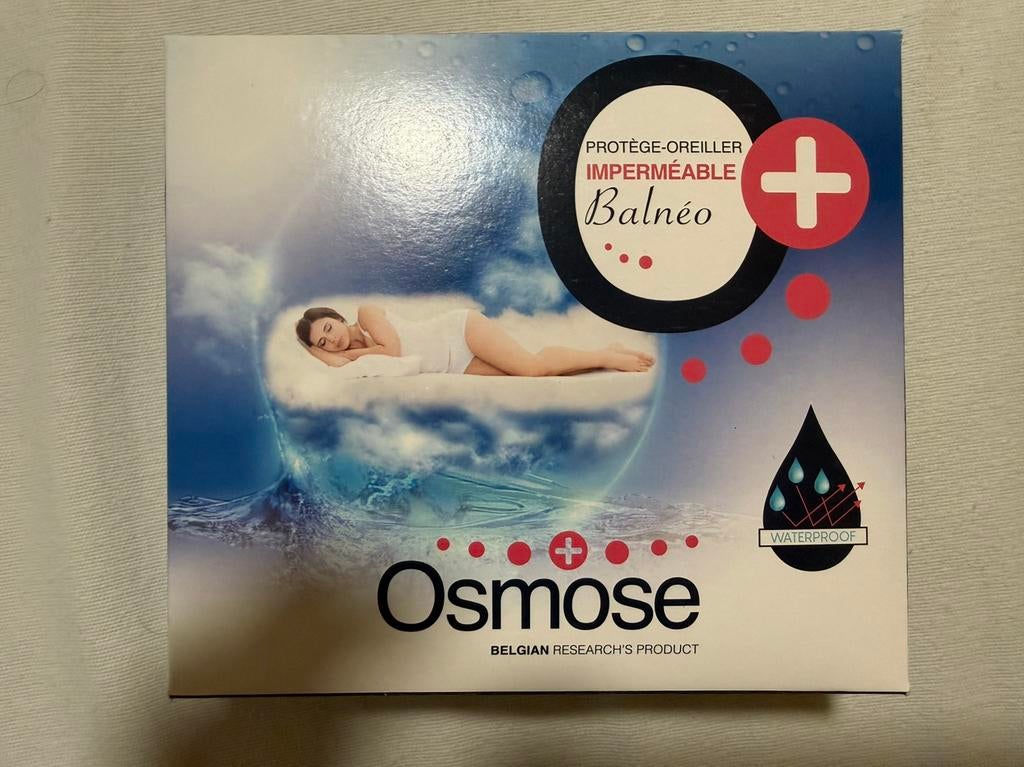 PROTÈGE-OREILLER
IMPERMÉABLE
Balnéo
WATERPROOF
Osmose
BELGIAN RESEARCH'S PRODUCT